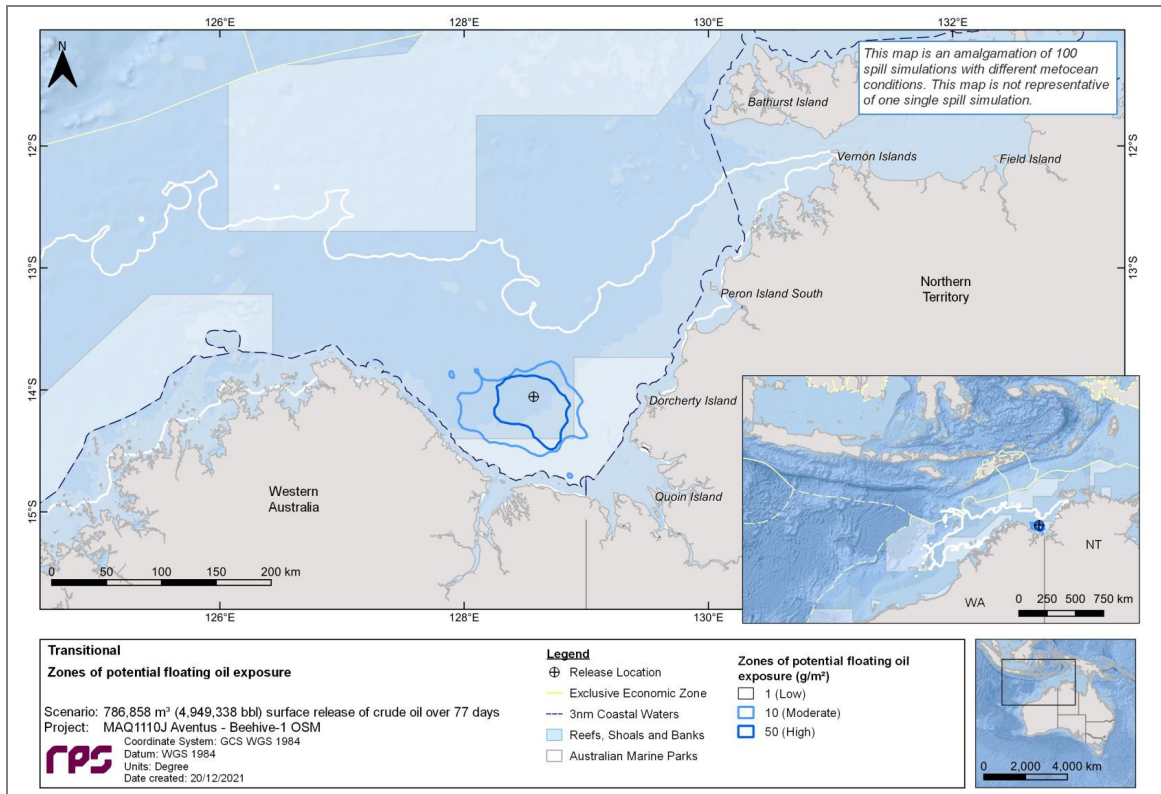 126°E
128°E
130°E
132°E
N
This map is an amalgamation of 100
spill simulations with different metocean
conditions. This map is not representative
of one single spill simulation.
Bathurst Island
12°S
12°S
Vernon Islands
Field Island
13°S
13°S
Peron Island South
Northern
Territory
14°S
Dorcherty Island
Western
Australia
Quoin Island
15°S
0 50 100 150 200 km
126°E
128°E
130°E
NT
WA
0 250 500 750 km
Transitional
Zones of potential floating oil exposure
Scenario: 786,858 m³ (4,949,338 bbl) surface release of crude oil over 77 days
Project: MAQ1110J Aventus - Beehive-1 OSM
rps
Coordinate System: GCS WGS 1984
Datum: WGS 1984
Units: Degree
Date created: 20/12/2021
Legend
Release Location
Exclusive Economic Zone
3nm Coastal Waters
Reefs, Shoals and Banks
Australian Marine Parks
Zones of potential floating oil
exposure (g/m²)
1 (Low)
10 (Moderate)
50 (High)
0 2,000 4,000 km